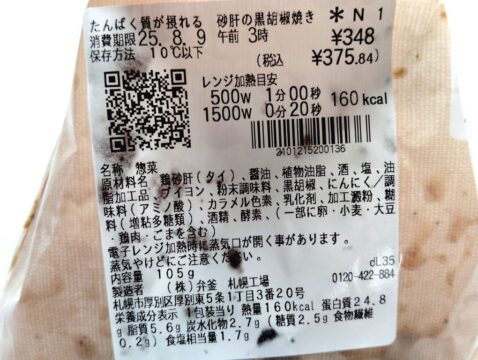 たんぱく質が摂れる 砂肝の黒胡椒焼き *N1
消費期限 25.8.9 午前 3時 ¥348
保存方法 10℃以下 (税込 ¥375.84)
レンジ加熱目安
500W 1分00秒
1500W 0分20秒 160kcal
2101215200136
名称 惣菜
原材料名 鶏砂肝(タイ)、醤油、植物油脂、酒、塩、油
脂加工品、ブイヨン、粉末調味料、黒胡椒、にんにく/調
味料(アミノ酸)、カラメル色素、乳化剤、加工澱粉、糊
料(増粘多糖類)、酒精、酵素、(一部に卵・小麦・大豆
・鶏肉・ごまを含む)
電子レンジ加熱時に蒸気口が開く事があります。
蒸気やけどにご注意ください。 dL35
内容量 105g
製造者 (株)弁釜 札幌工場 0120-422-884
札幌市厚別区厚別東5条1丁目3番20号
栄養成分表示 1包装当り 熱量160kcal 蛋白質24.8
g 脂質5.6g 炭水化物2.7g(糖質2.5g 食物繊維
0.2g) 食塩相当量1.7g